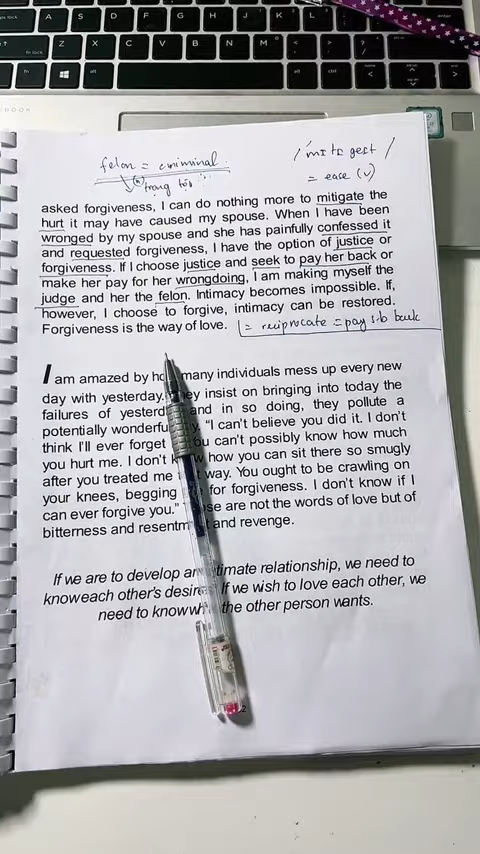 felon = criminal
(n) trọng tội
/ˈmɪtɪgeɪt/
= ease (v)
asked forgiveness, I can do nothing more to mitigate the
hurt it may have caused my spouse. When I have been
wronged by my spouse and she has painfully confessed it
and requested forgiveness, I have the option of justice or
forgiveness. If I choose justice and seek to pay her back or
make her pay for her wrongdoing, I am making myself the
judge and her the felon. Intimacy becomes impossible. If,
however, I choose to forgive, intimacy can be restored.
Forgiveness is the way of love.
= reciprocate = pay s.b back
I am amazed by how many individuals mess up every new
day with yesterday. They insist on bringing into today the
failures of yesterd and in so doing, they pollute a
potentially wonderfu y. “I can't believe you did it. I don't
think I'll ever forget ou can't possibly know how much
you hurt me. I don't k w how you can sit there so smugly
after you treated me t way. You ought to be crawling on
your knees, begging for forgiveness. I don't know if I
can ever forgive you.” se are not the words of love but of
bitterness and resentm and revenge.
If we are to develop an timate relationship, we need to
know each other's desire If we wish to love each other, we
need to know wh the other person wants.